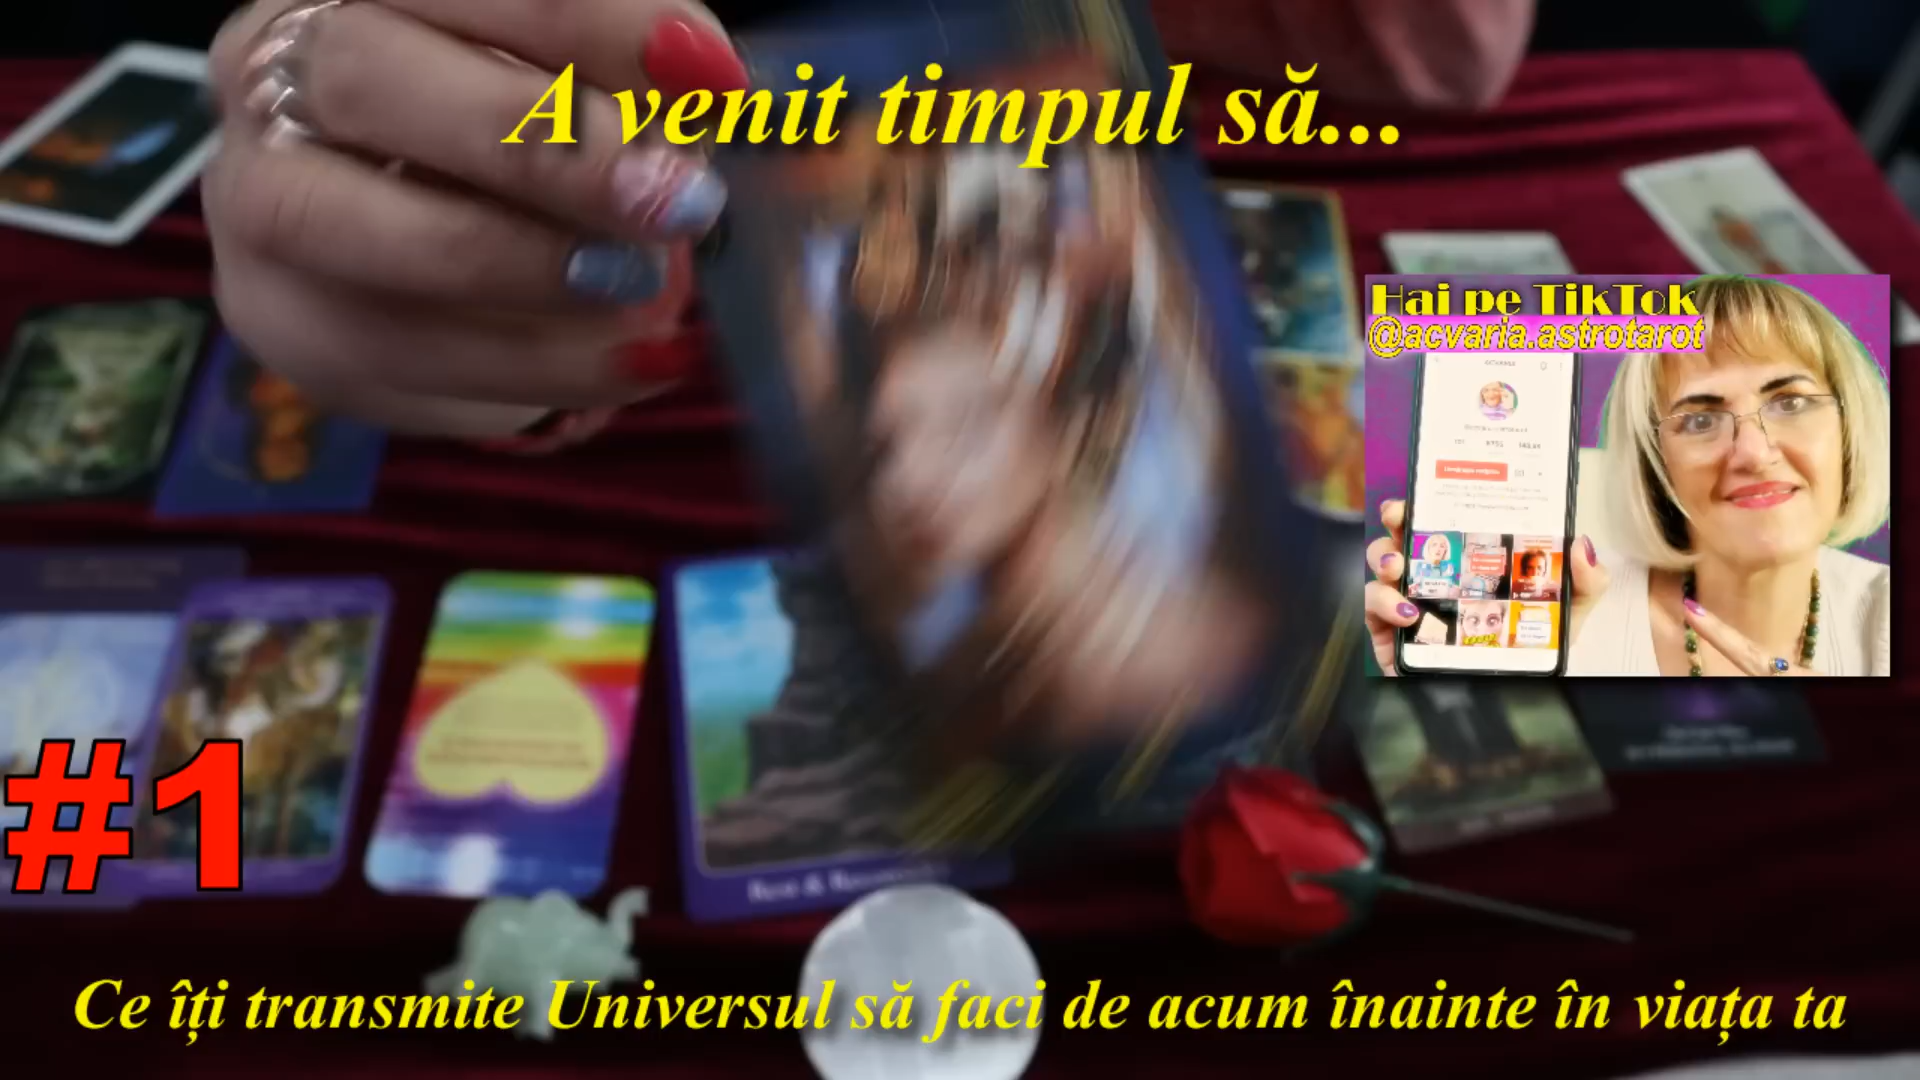 A venit timpul să...
Hai pe TikTok
@acvaria.astrotarot
#1
Rest &
Ce îți transmite Universul să faci de acum înainte în viața ta